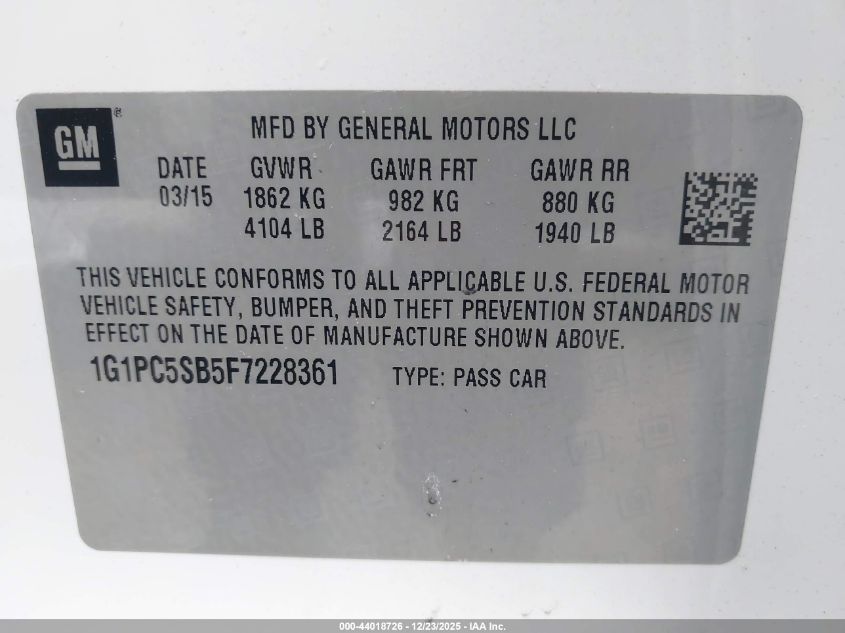 GM®
MFD BY GENERAL MOTORS LLC
DATE GVWR GAWR FRT GAWR RR
03/15 1862 KG 982 KG 880 KG
4104 LB 2164 LB 1940 LB
THIS VEHICLE CONFORMS TO ALL APPLICABLE U.S. FEDERAL MOTOR
VEHICLE SAFETY, BUMPER, AND THEFT PREVENTION STANDARDS IN
EFFECT ON THE DATE OF MANUFACTURE SHOWN ABOVE.
1G1PC5SB5F7228361 TYPE: PASS CAR
000-44018726 - 12/23/2025 - IAA Inc.